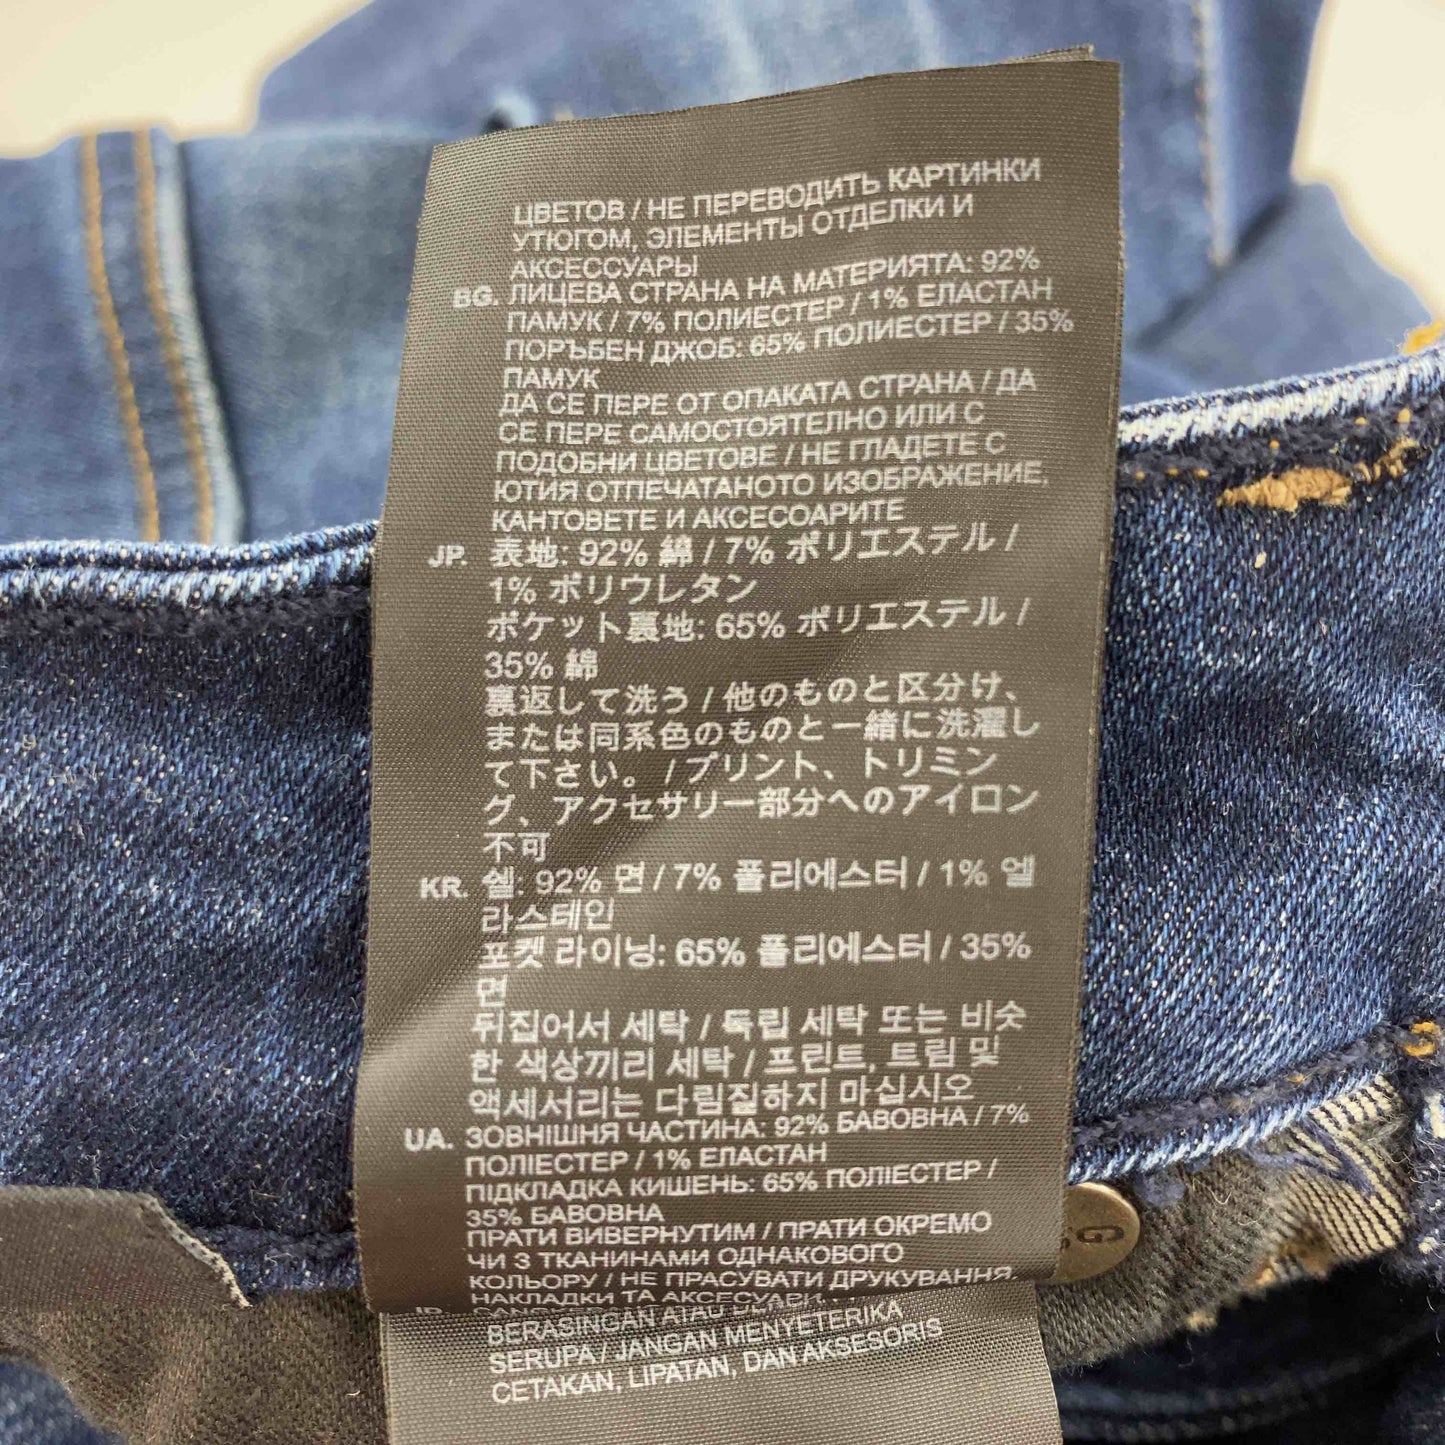 ЦВЕТОВ / НЕ ПЕРЕВОДИТЬ КАРТИНКИ
УТЮГОМ, ЭЛЕМЕНТЫ ОТДЕЛКИ И
АКСЕССУАРЫ
BG. ЛИЦЕВА СТРАНА НА МАТЕРИЯТА: 92%
ПАМУК / 7% ПОЛИЕСТЕР / 1% ЕЛАСТАН
ПОРЪБЕН ДЖОБ: 65% ПОЛИЕСТЕР / 35%
ПАМУК
ДА СЕ ПЕРЕ ОТ ОПАКАТА СТРАНА / ДА
СЕ ПЕРЕ САМОСТОЯТЕЛНО ИЛИ С
ПОДОБНИ ЦВЕТОВЕ / НЕ ГЛАДЕТЕ С
ЮТИЯ ОТПЕЧАТАНОТО ИЗОБРАЖЕНИЕ,
КАНТОВЕТЕ И АКСЕСОАРИТЕ
JP. 表地: 92% 綿 / 7% ポリエステル /
1% ポリウレタン
ポケット裏地: 65% ポリエステル /
35% 綿
裏返して洗う / 他のものと区分け、
または同系色のものと一緒に洗濯し
て下さい。 / プリント、トリミン
グ、アクセサリー部分へのアイロン
不可
KR. 쉘: 92% 면 / 7% 폴리에스터 / 1% 엘
라스테인
포켓 라이닝: 65% 폴리에스터 / 35%
면
뒤집어서 세탁 / 독립 세탁 또는 비슷
한 색상끼리 세탁 / 프린트, 트림 및
액세서리는 다림질하지 마십시오
UA. ЗОВНІШНЯ ЧАСТИНА: 92% БАВОВНА / 7%
ПОЛІЕСТЕР / 1% ЕЛАСТАН
ПІДКЛАДКА КИШЕНЬ: 65% ПОЛІЕСТЕР /
35% БАВОВНА
ПРАТИ ВИВЕРНУТИМ / ПРАТИ ОКРЕМО
ЧИ З ТКАНИНАМИ ОДНАКОВОГО
КОЛЬОРУ / НЕ ПРАСУВАТИ ДРУКУВАННЯ,
НАКЛАДКИ ТА АКСЕСУАРИ.
BERASINGAN ATAU
SERUPA / JANGAN MENYETERIKA
CETAKAN, LIPATAN, DAN AKSESORIS